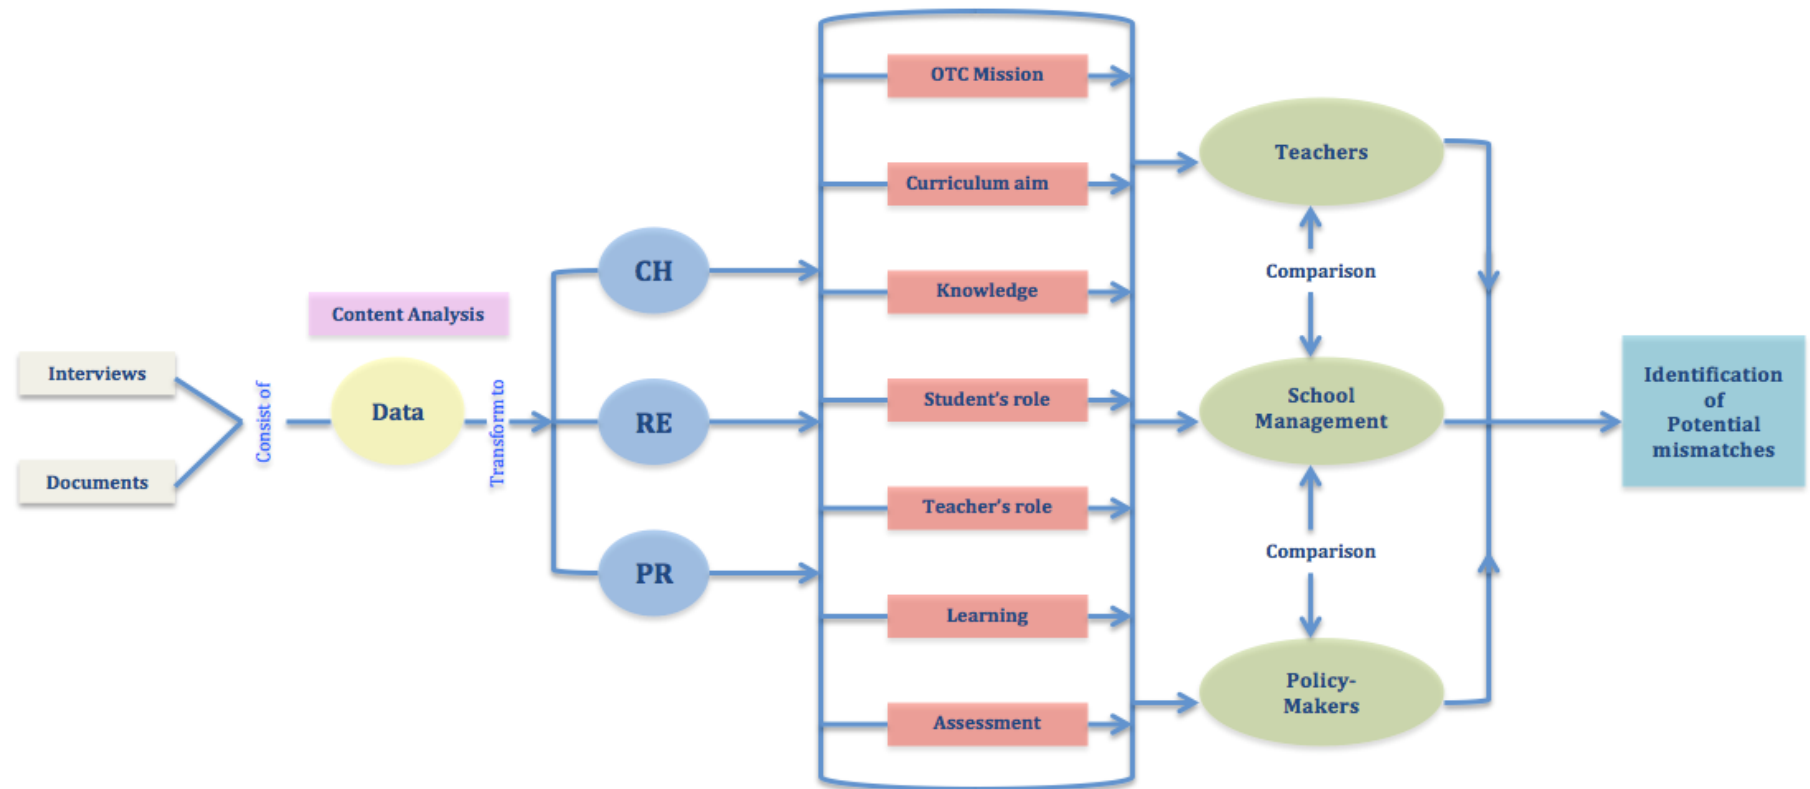 Interviews
Documents
Consist of
Content Analysis
Data
Transform to
CH
RE
PR
OTC Mission
Curriculum aim
Knowledge
Student's role
Teacher's role
Learning
Assessment
Teachers
Comparison
School
Management
Comparison
Policy-
Makers
Identification
of
Potential
mismatches